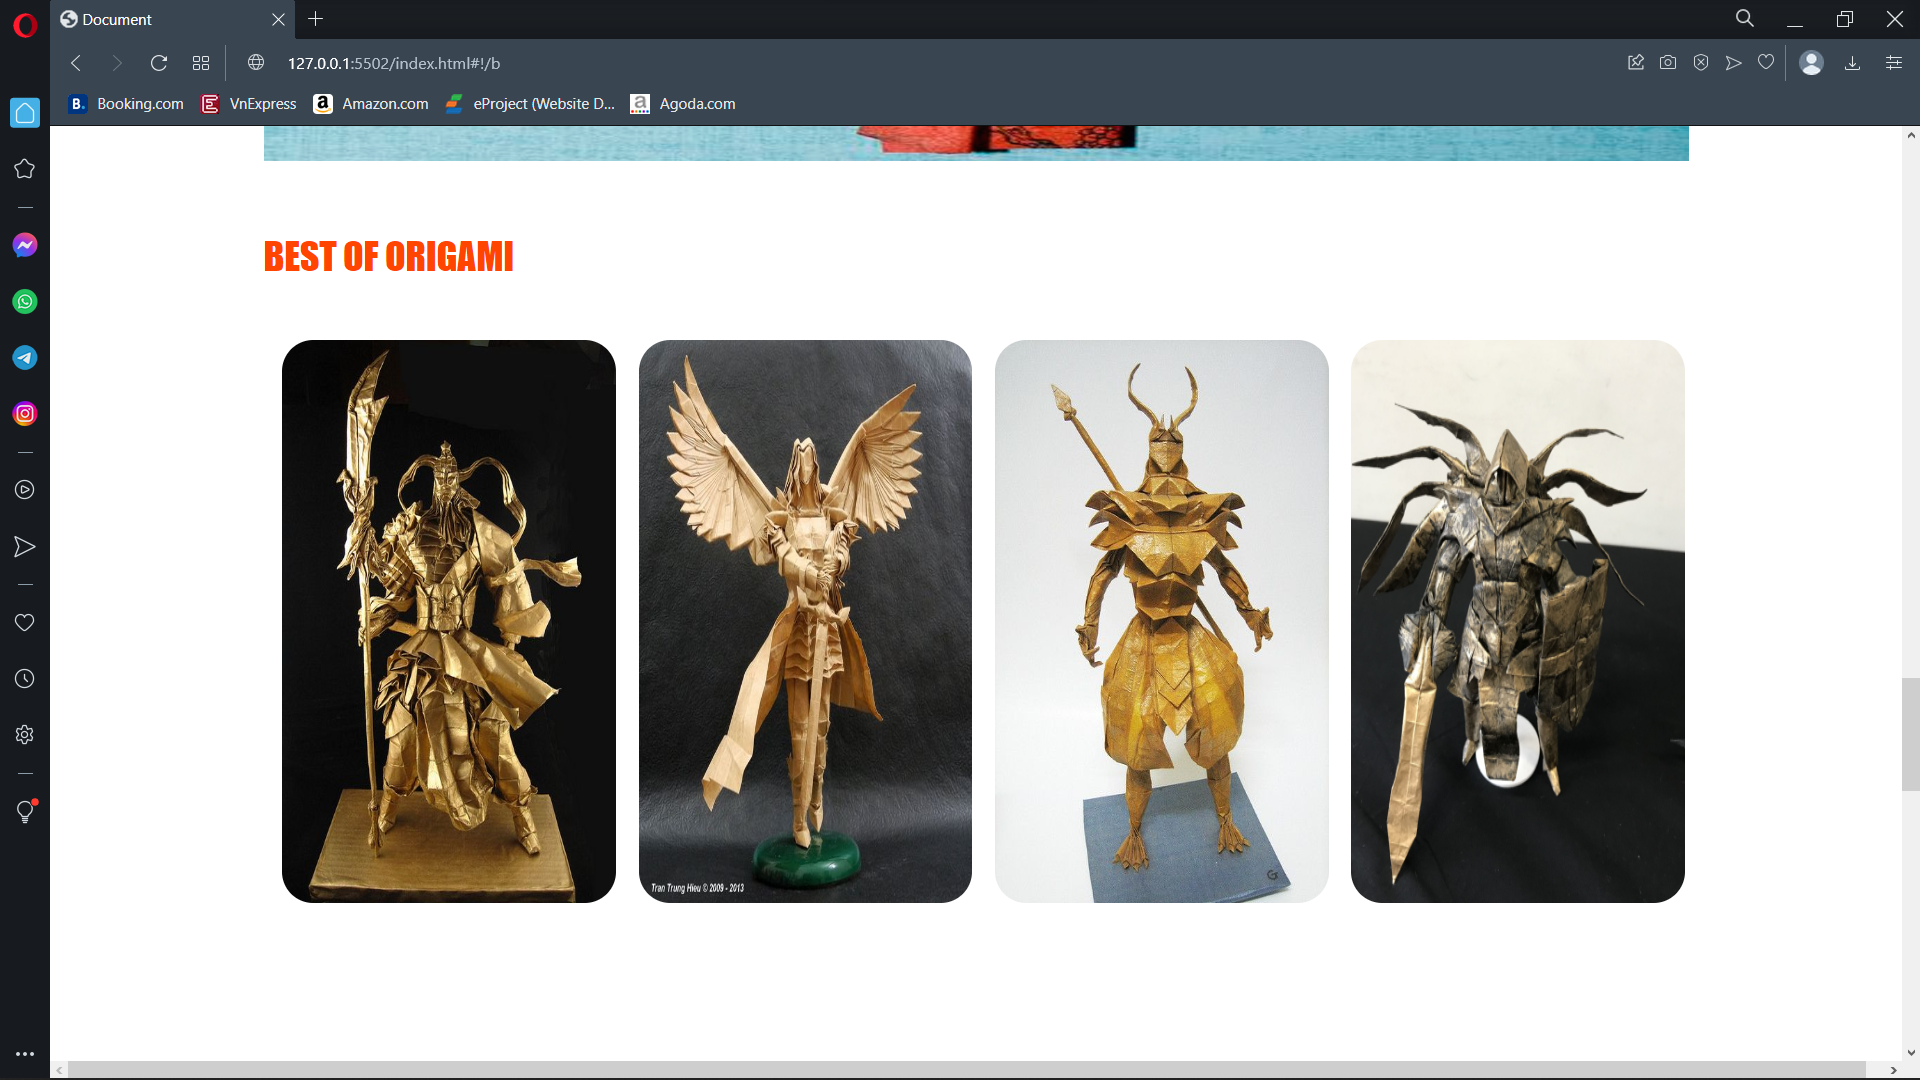 Document
127.0.0.1:5502/index.html#!/b
B. Booking.com
E VnExpress
a Amazon.com
eProject (Website D...
a Agoda.com
BEST OF ORIGAMI
Tran Trung Hieu © 2009 - 2013
G